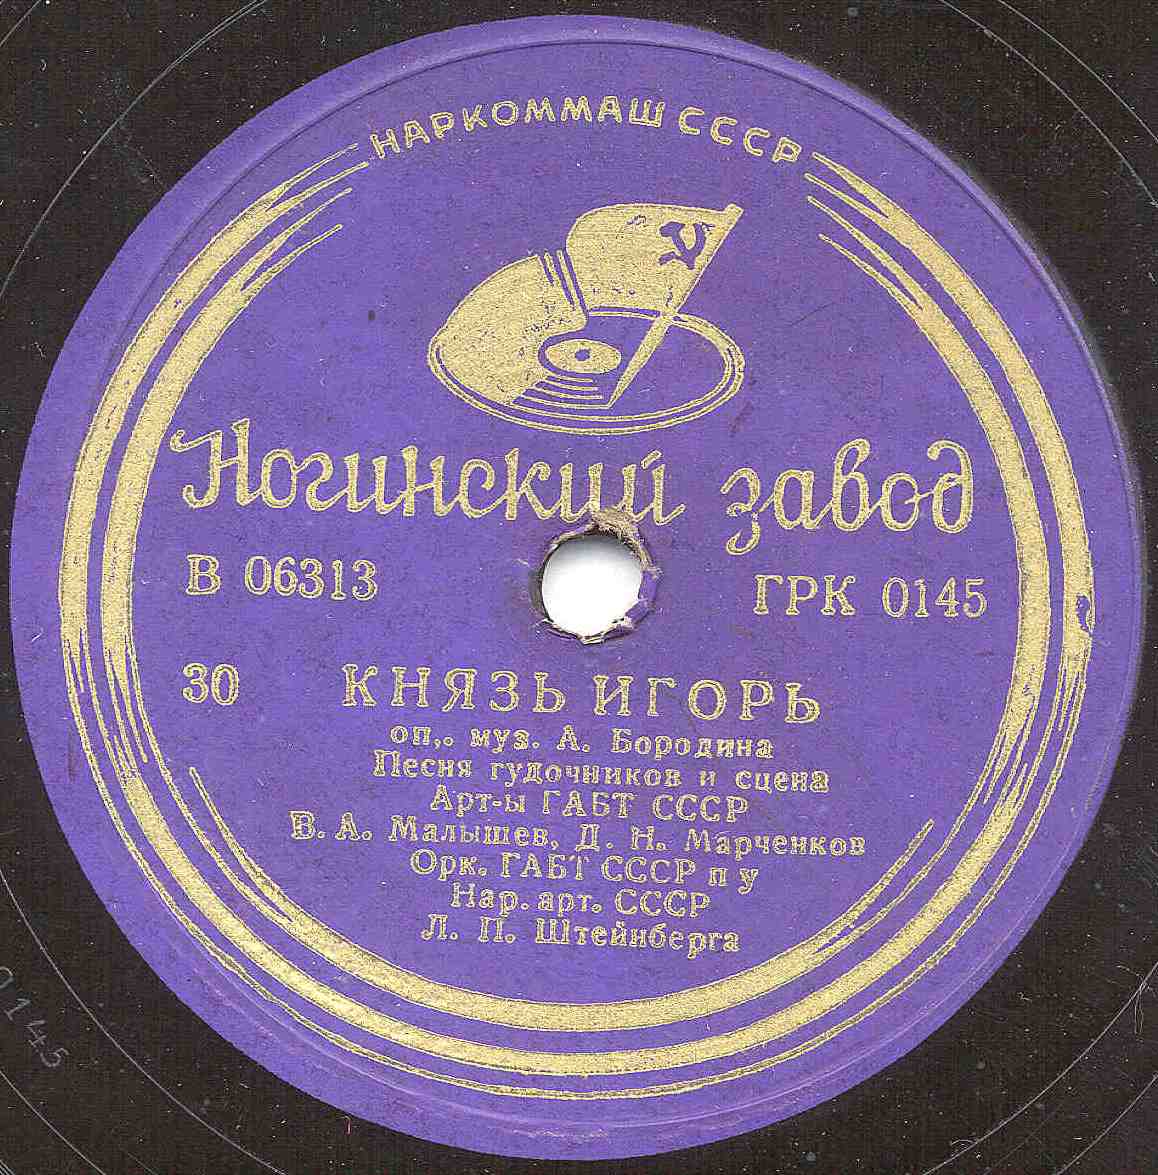 НАРКОММАШ СССР
Ногинский завод
В 06313
ГРК 0145
30 КНЯЗЬ ИГОРЬ
оп,. муз. А. Бородина
Песня гудочников и сцена
Арт-ы ГАБТ СССР
В. А. Малышев, Д. Н. Марченков
Орк. ГАБТ СССР п у
Нар. арт. СССР
Л. П. Штейнберга
0145